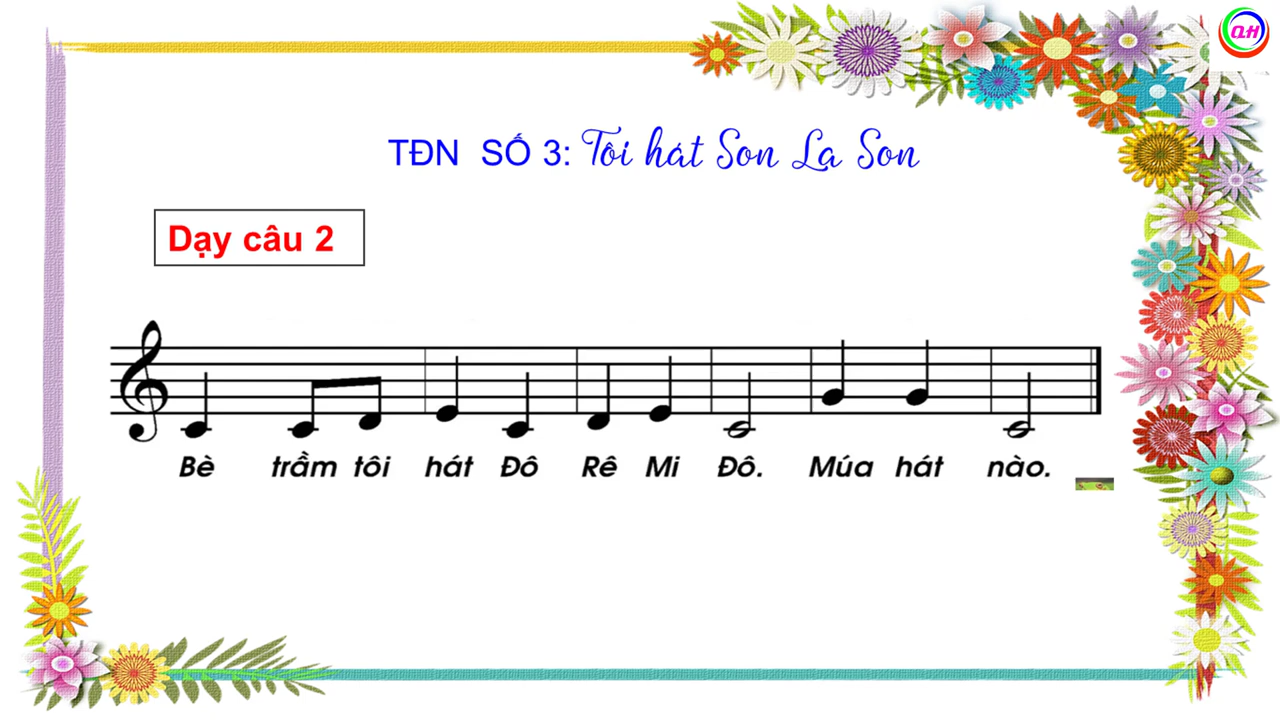 QH
TĐN SỐ 3: Tôi hát Son La Son
Dạy câu 2
Bè trầm tôi hát Đô Rê Mi Đô. Múa hát nào.